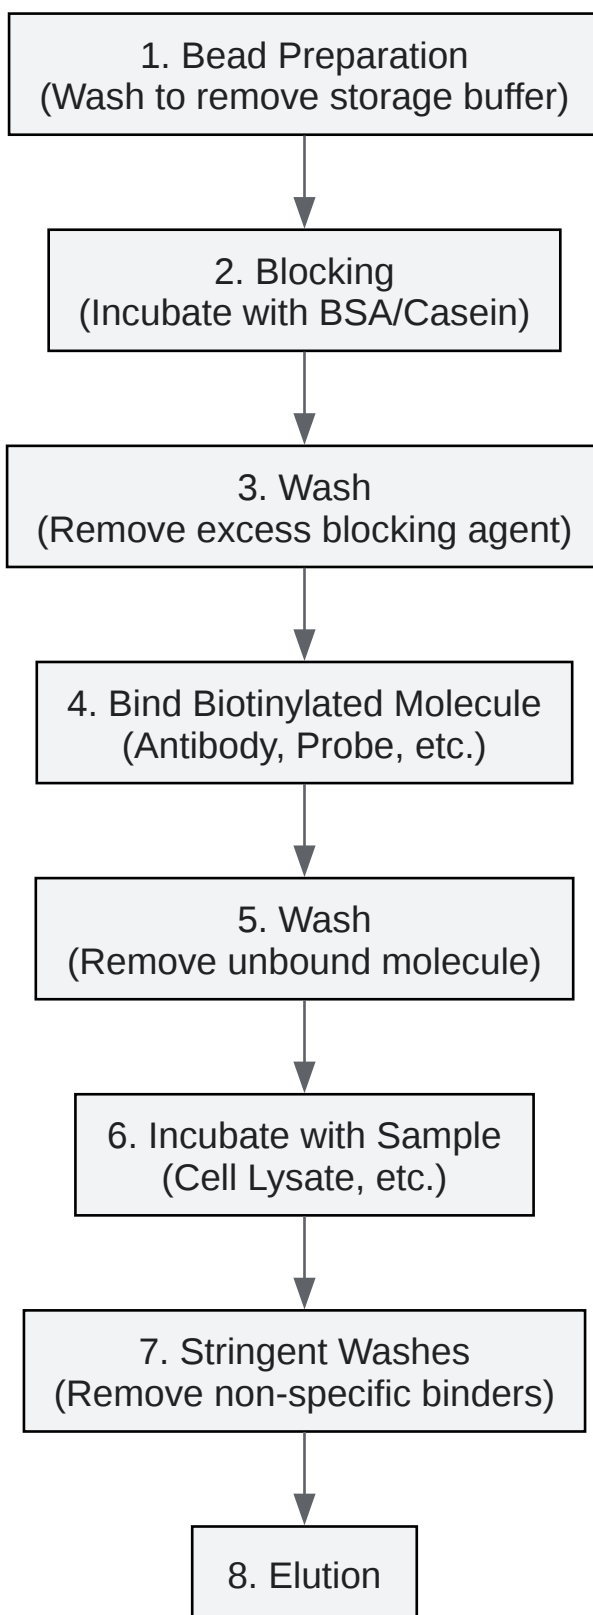 1. Bead Preparation
(Wash to remove storage buffer)
2. Blocking
(Incubate with BSA/Casein)
3. Wash
(Remove excess blocking agent)
4. Bind Biotinylated Molecule
(Antibody, Probe, etc.)
5. Wash
(Remove unbound molecule)
6. Incubate with Sample
(Cell Lysate, etc.)
7. Stringent Washes
(Remove non-specific binders)
8. Elution